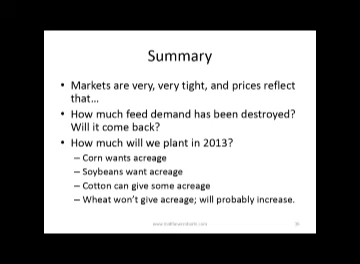 Summary
• Markets are very, very tight, and prices reflect
that…
• How much feed demand has been destroyed?
Will it come back?
• How much will we plant in 2013?
– Corn wants acreage
– Soybeans want acreage
– Cotton can give some acreage
– Wheat won't give acreage; will probably increase.